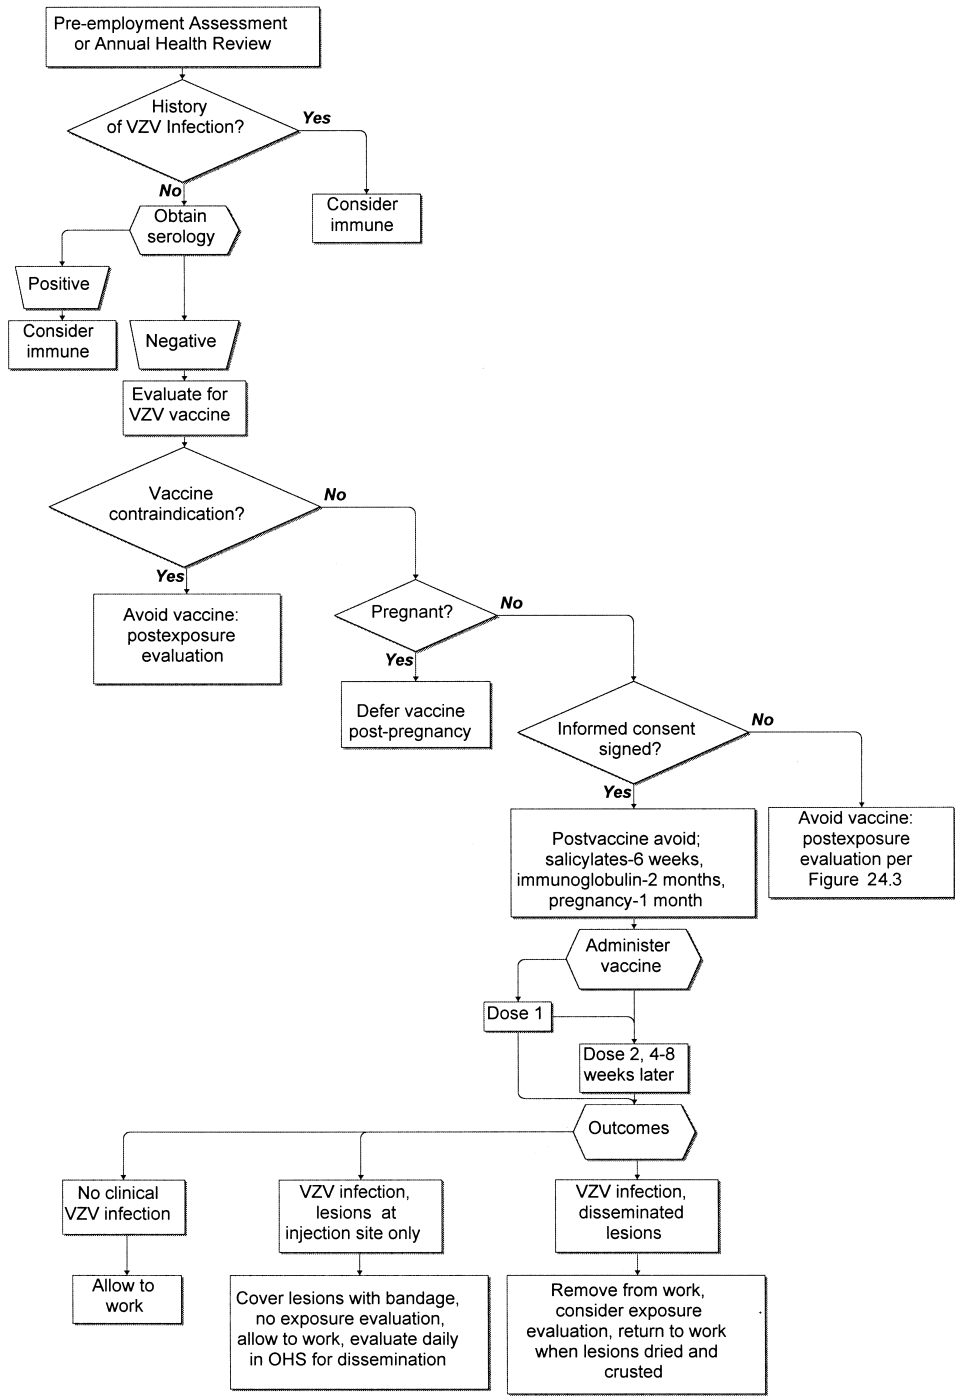 Pre-employment Assessment
or Annual Health Review
History
of VZV Infection?
Yes
No
Consider
immune
Obtain
serology
Positive
Consider
immune
Negative
Evaluate for
VZV vaccine
Vaccine
contraindication?
No
Yes
Avoid vaccine:
postexposure
evaluation
Pregnant?
No
Yes
Defer vaccine
post-pregnancy
Informed consent
signed?
No
Yes
Avoid vaccine:
postexposure
evaluation per
Figure 24.3
Postvaccine avoid;
salicylates-6 weeks,
immunoglobulin-2 months,
pregnancy-1 month
Administer
vaccine
Dose 1
Dose 2, 4-8
weeks later
Outcomes
No clinical
VZV infection
VZV infection,
lesions at
injection site only
VZV infection,
disseminated
lesions
Allow to
work
Cover lesions with bandage,
no exposure evaluation,
allow to work, evaluate daily
in OHS for dissemination
Remove from work,
consider exposure
evaluation, return to work
when lesions dried and
crusted